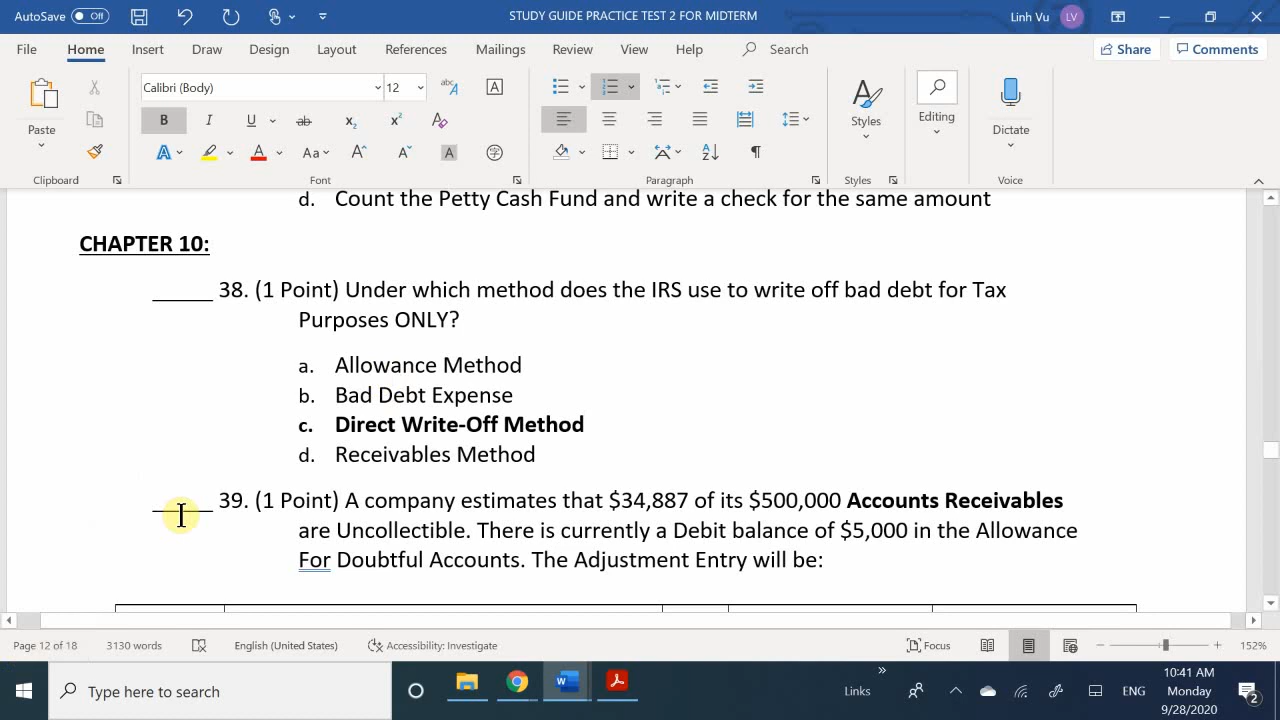 AutoSave Off
STUDY GUIDE PRACTICE TEST 2 FOR MIDTERM
Linh Vu LV
File Home Insert Draw Design Layout References Mailings Review View Help Search Share Comments
Calibri (Body) 12
Paste
Styles Editing Dictate
Clipboard Font Paragraph Styles Voice
d. Count the Petty Cash Fund and write a check for the same amount
CHAPTER 10:
_____ 38. (1 Point) Under which method does the IRS use to write off bad debt for Tax
Purposes ONLY?
a. Allowance Method
b. Bad Debt Expense
c. Direct Write-Off Method
d. Receivables Method
_____ 39. (1 Point) A company estimates that $34,887 of its $500,000 Accounts Receivables
are Uncollectible. There is currently a Debit balance of $5,000 in the Allowance
For Doubtful Accounts. The Adjustment Entry will be:
Page 12 of 18 3130 words English (United States) Accessibility: Investigate Focus 152%
Type here to search
Links ENG
10:41 AM
Monday
9/28/2020
2